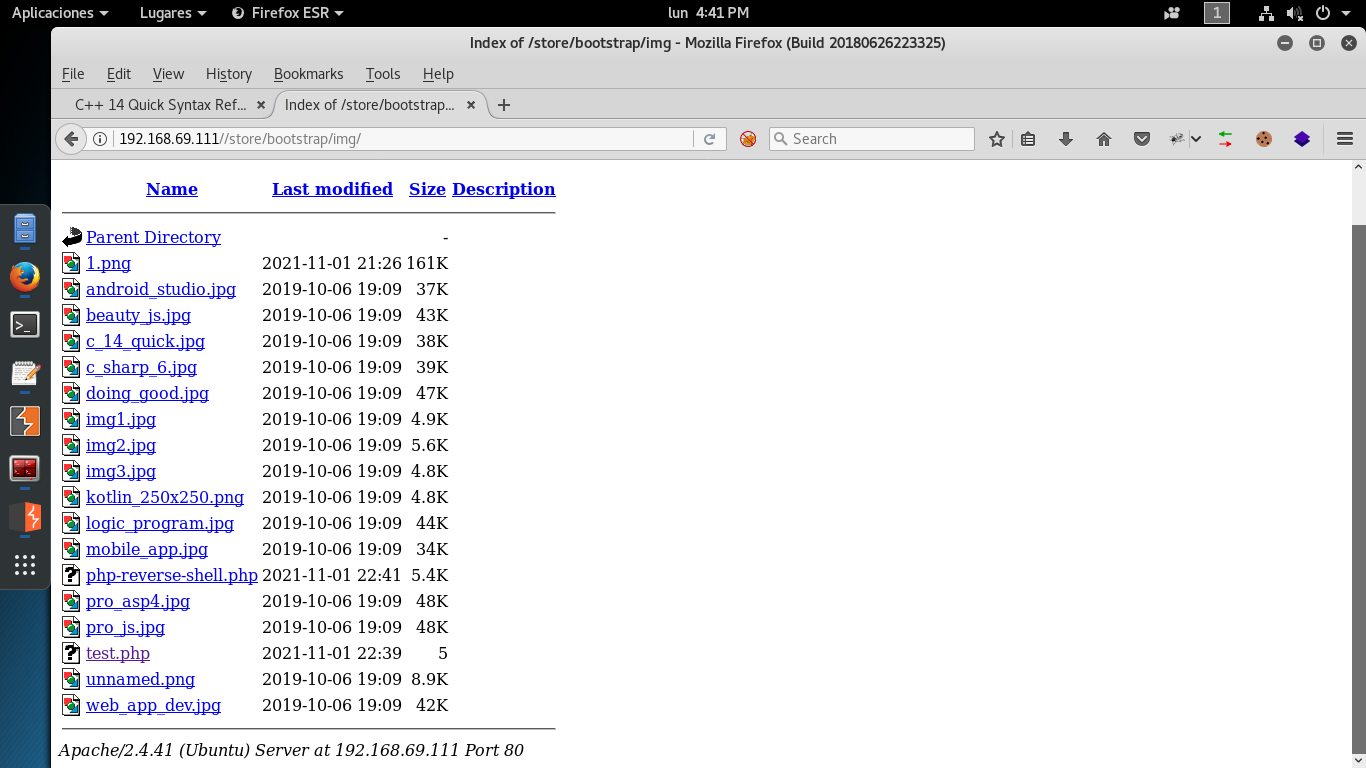 Aplicaciones Lugares Firefox ESR lun 4:41 PM 1
Index of /store/bootstrap/img - Mozilla Firefox (Build 20180626223325)
File Edit View History Bookmarks Tools Help
C++ 14 Quick Syntax Ref... Index of /store/bootstrap...
192.168.69.111//store/bootstrap/img/ Search
Name Last modified Size Description
Parent Directory -
1.png 2021-11-01 21:26 161K
android_studio.jpg 2019-10-06 19:09 37K
beauty_js.jpg 2019-10-06 19:09 43K
c_14_quick.jpg 2019-10-06 19:09 38K
c_sharp_6.jpg 2019-10-06 19:09 39K
doing_good.jpg 2019-10-06 19:09 47K
img1.jpg 2019-10-06 19:09 4.9K
img2.jpg 2019-10-06 19:09 5.6K
img3.jpg 2019-10-06 19:09 4.8K
kotlin_250x250.png 2019-10-06 19:09 4.8K
logic_program.jpg 2019-10-06 19:09 44K
mobile_app.jpg 2019-10-06 19:09 34K
php-reverse-shell.php 2021-11-01 22:41 5.4K
pro_asp4.jpg 2019-10-06 19:09 48K
pro_js.jpg 2019-10-06 19:09 48K
test.php 2021-11-01 22:39 5
unnamed.png 2019-10-06 19:09 8.9K
web_app_dev.jpg 2019-10-06 19:09 42K
Apache/2.4.41 (Ubuntu) Server at 192.168.69.111 Port 80